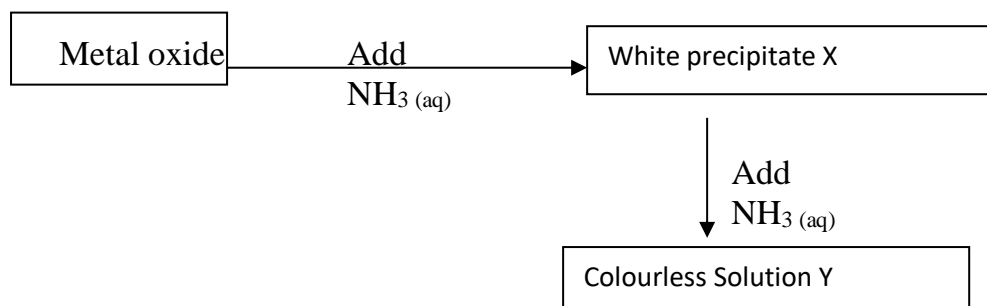 Metal oxide
Add
NH₃ (aq)
White precipitate X
Add
NH₃ (aq)
Colourless Solution Y